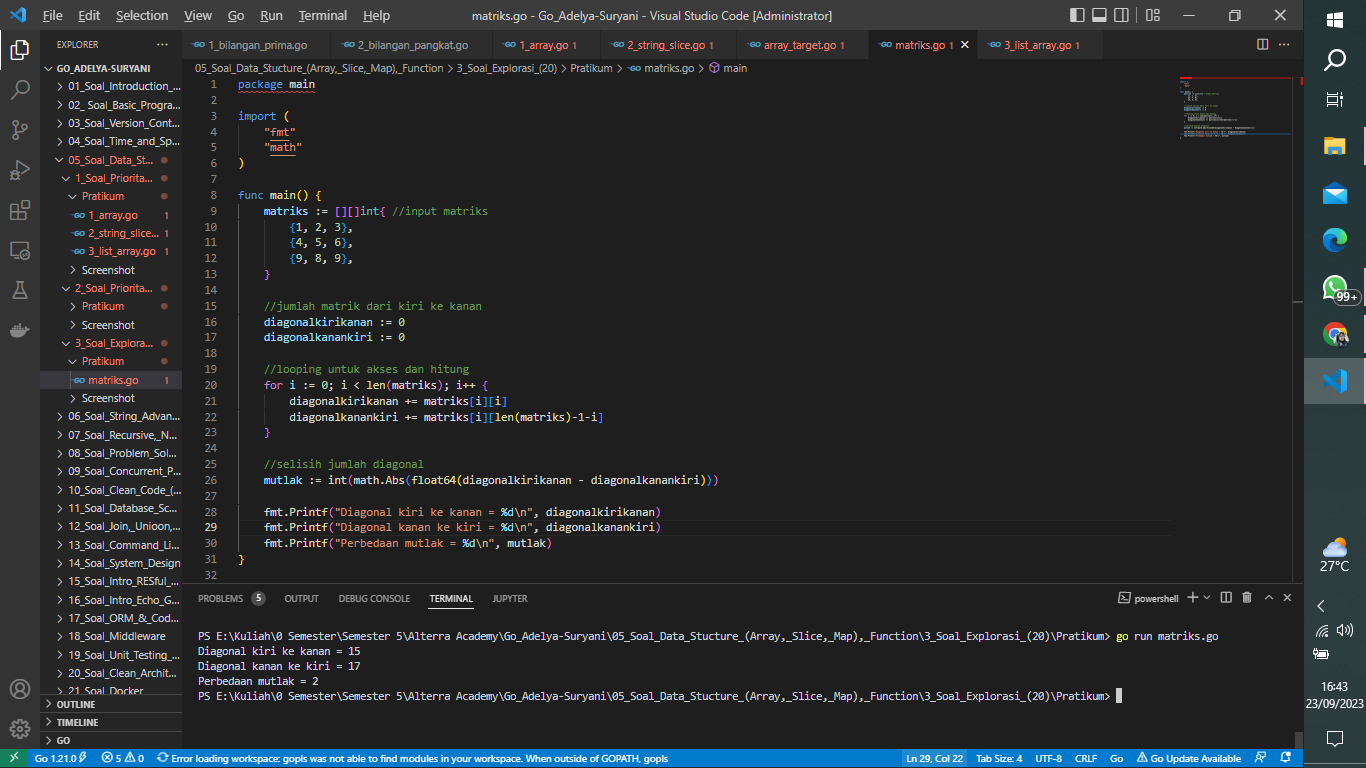 File Edit Selection View Go Run Terminal Help
matriks.go - Go_Adelya-Suryani - Visual Studio Code [Administrator]
EXPLORER
GO_ADELYA-SURYANI
01_Soal_Introduction_...
02_ Soal_Basic_Progra...
03_Soal_Version_Cont...
04_Soal_Time_and_Sp...
05_Soal_Data_St...
1_Soal_Priorita...
Pratikum
1_array.go 1
2_string_slice... 1
3_list_array.go 1
Screenshot
2_Soal_Priorita...
Pratikum
Screenshot
3_Soal_Explora...
Pratikum
matriks.go 1
Screenshot
06_Soal_String_Advan...
07_Soal_Recursive,_N...
08_Soal_Problem_Sol...
09_Soal_Concurrent_P...
10_Soal_Clean_Code_(...
11_Soal_Database_Sc...
12_Soal_Join,_Unioon,...
13_Soal_Command_Li...
14_Soal_System_Design
15_Soal_Intro_RESful_...
16_Soal_Intro_Echo_G...
17_Soal_ORM_&_Cod...
18_Soal_Middleware
19_Soal_Unit_Testing_...
20_Soal_Clean_Archit...
21_Soal_Docker
OUTLINE
TIMELINE
GO
1_bilangan_prima.go 2_bilangan_pangkat.go 1_array.go 1 2_string_slice.go 1 array_target.go 1 matriks.go 1 3_list_array.go 1
05_Soal_Data_Stucture_(Array,_Slice,_Map),_Function > 3_Soal_Explorasi_(20) > Pratikum > matriks.go > main
1 package main
2
3 import (
4 "fmt"
5 "math"
6 )
7
8 func main() {
9 matriks := [][]int{ //input matriks
10 {1, 2, 3},
11 {4, 5, 6},
12 {9, 8, 9},
13 }
14
15 //jumlah matrik dari kiri ke kanan
16 diagonalkirikanan := 0
17 diagonalkanankiri := 0
18
19 //looping untuk akses dan hitung
20 for i := 0; i < len(matriks); i++ {
21 diagonalkirikanan += matriks[i][i]
22 diagonalkanankiri += matriks[i][len(matriks)-1-i]
23 }
24
25 //selisih jumlah diagonal
26 mutlak := int(math.Abs(float64(diagonalkirikanan - diagonalkanankiri)))
27
28 fmt.Printf("Diagonal kiri ke kanan = %d\n", diagonalkirikanan)
29 fmt.Printf("Diagonal kanan ke kiri = %d\n", diagonalkanankiri)
30 fmt.Printf("Perbedaan mutlak = %d\n", mutlak)
31 }
32
PROBLEMS 5 OUTPUT DEBUG CONSOLE TERMINAL JUPYTER
powershell
PS E:\Kuliah\0 Semester\Semester 5\Alterra Academy\Go_Adelya-Suryani\05_Soal_Data_Stucture_(Array,_Slice,_Map),_Function\3_Soal_Explorasi_(20)\Pratikum> go run matriks.go
Diagonal kiri ke kanan = 15
Diagonal kanan ke kiri = 17
Perbedaan mutlak = 2
PS E:\Kuliah\0 Semester\Semester 5\Alterra Academy\Go_Adelya-Suryani\05_Soal_Data_Stucture_(Array,_Slice,_Map),_Function\3_Soal_Explorasi_(20)\Pratikum>
Go 1.21.0 5 0 Error loading workspace: gopls was not able to find modules in your workspace. When outside of GOPATH, gopls
Ln 29, Col 22 Tab Size: 4 UTF-8 CRLF Go Go Update Available
99+
27°C
16:43
23/09/2023